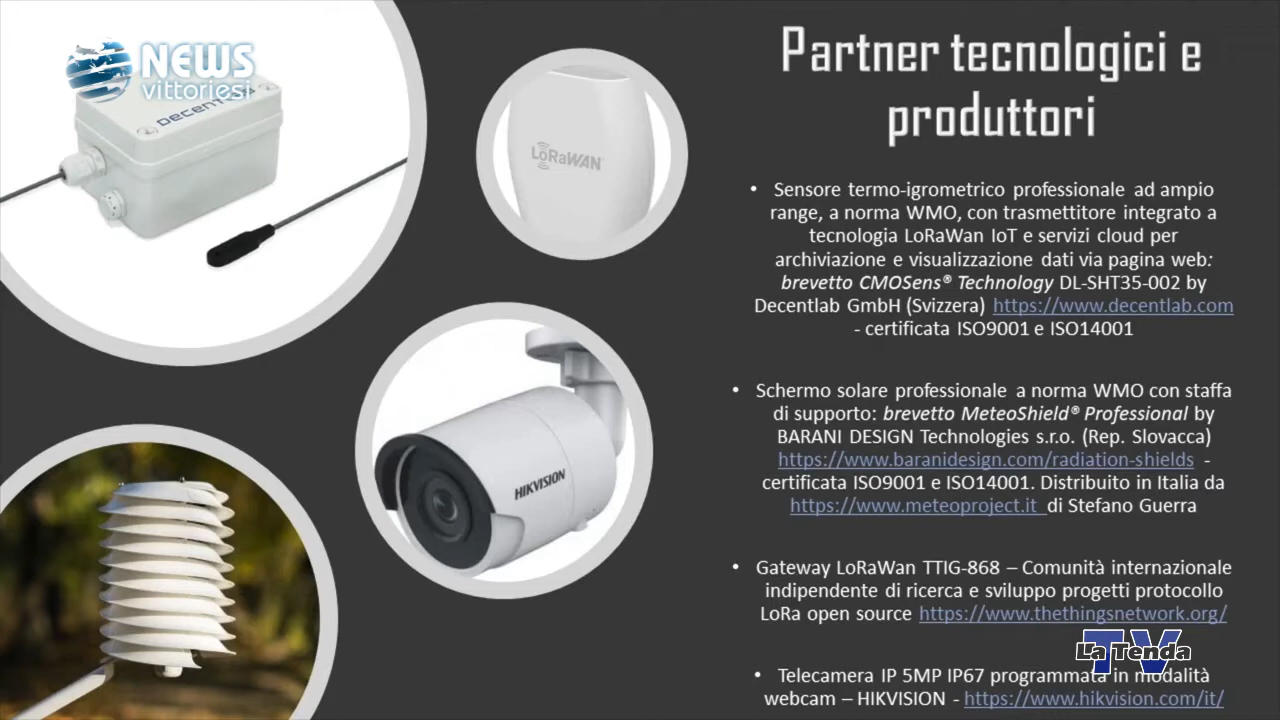 NEWS
vittoriesi
DECENTLAB
LoRaWAN
HIKVISION
Partner tecnologici e
produttori
• Sensore termo-igrometrico professionale ad ampio
range, a norma WMO, con trasmettitore integrato a
tecnologia LoRaWan IoT e servizi cloud per
archiviazione e visualizzazione dati via pagina web:
brevetto CMOSens® Technology DL-SHT35-002 by
Decentlab GmbH (Svizzera) https://www.decentlab.com
- certificata ISO9001 e ISO14001
• Schermo solare professionale a norma WMO con staffa
di supporto: brevetto MeteoShield® Professional by
BARANI DESIGN Technologies s.r.o. (Rep. Slovacca)
https://www.baranidesign.com/radiation-shields -
certificata ISO9001 e ISO14001. Distribuito in Italia da
https://www.meteoproject.it di Stefano Guerra
• Gateway LoRaWan TTIG-868 – Comunità internazionale
indipendente di ricerca e sviluppo progetti protocollo
LoRa open source https://www.thethingsnetwork.org/
TV
La Tenda
• Telecamera IP 5MP IP67 programmata in modalità
webcam – HIKVISION - https://www.hikvision.com/it/